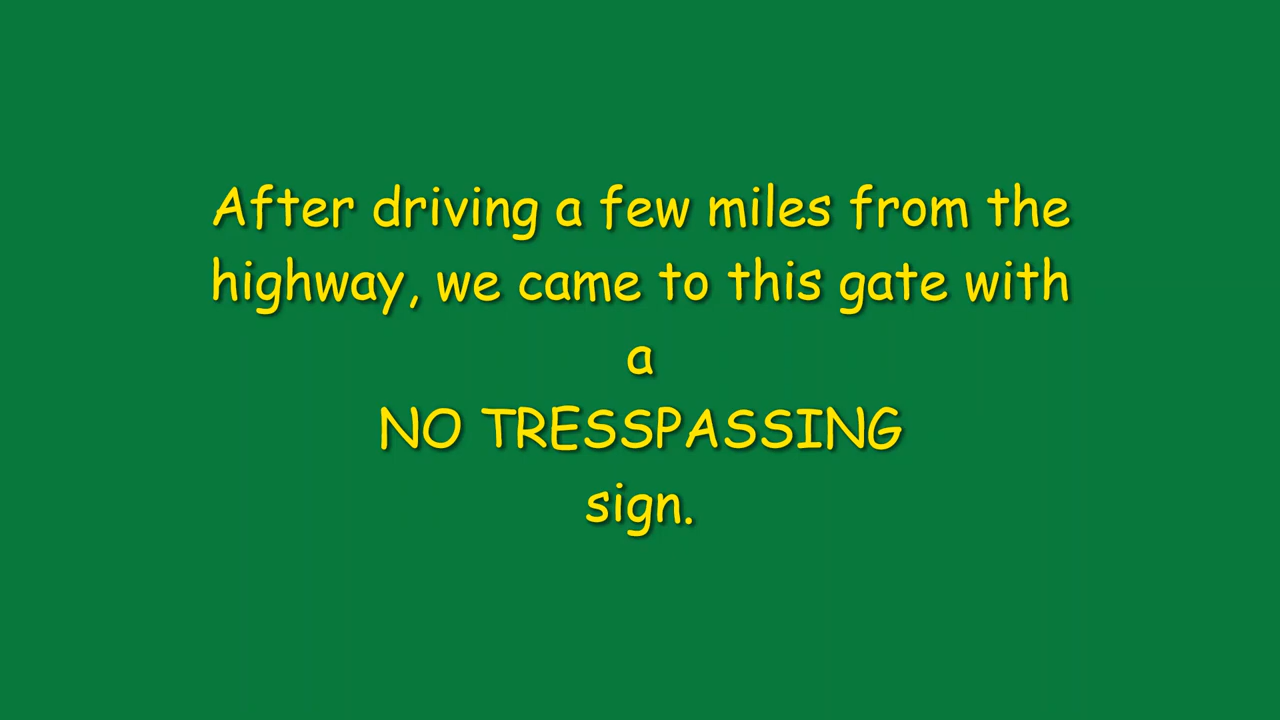 After driving a few miles from the
highway, we came to this gate with
a
NO TRESSPASSING
sign.